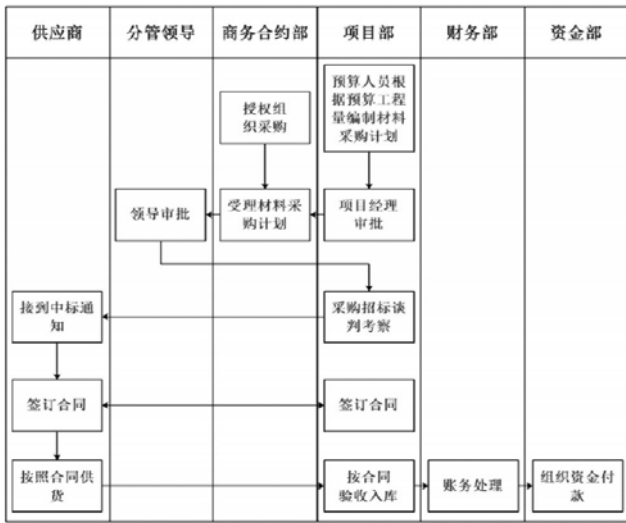 供应商
分管领导
商务合约部
项目部
财务部
资金部
授权组
织采购
预算人员根
据预算工程
量编制材料
采购计划
领导审批
受理材料采
购计划
项目经理
审批
接到中标通
知
采购招标谈
判考察
签订合同
签订合同
按照合同供
货
按合同
验收入库
账务处理
组织资金付
款